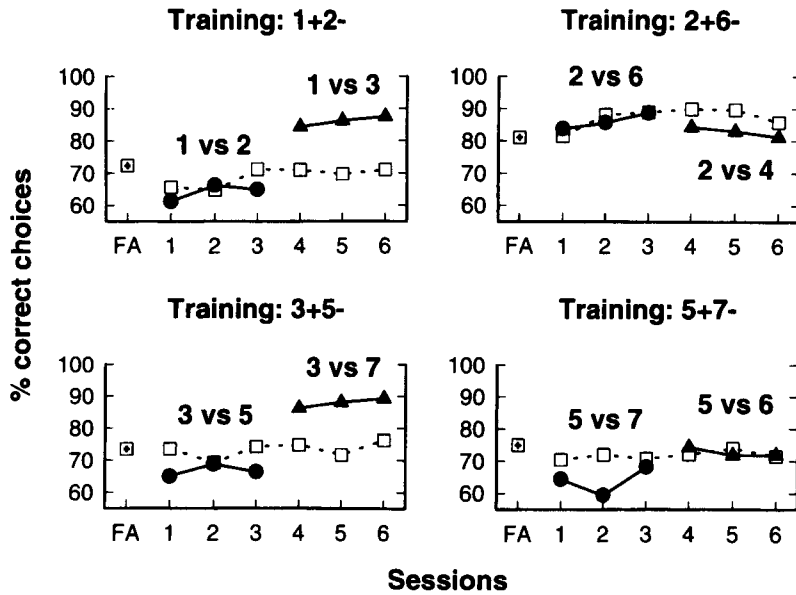 Training: 1+2-
Training: 2+6-
% correct choices
100
90
80
70
60
1 vs 3
1 vs 2
FA 1 2 3 4 5 6
100
90
80
70
60
2 vs 6
2 vs 4
FA 1 2 3 4 5 6
Training: 3+5-
Training: 5+7-
100
90
80
70
60
3 vs 7
3 vs 5
FA 1 2 3 4 5 6
100
90
80
70
60
5 vs 7
5 vs 6
FA 1 2 3 4 5 6
Sessions